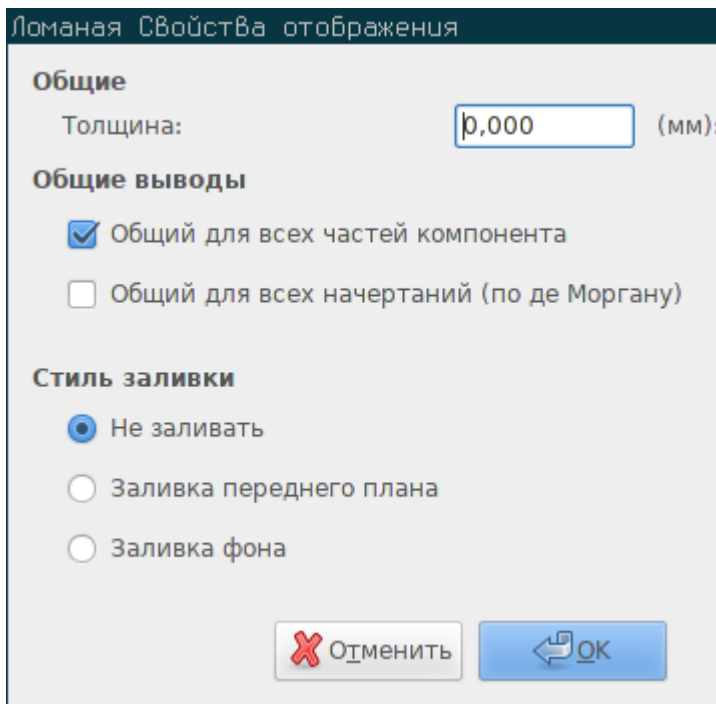 Ломаная Свойства отображения
Общие
Толщина: 0,000 (мм):
Общие выводы
Общий для всех частей компонента
Общий для всех начертаний (по де Моргану)
Стиль заливки
Не заливать
Заливка переднего плана
Заливка фона
Отменить OK